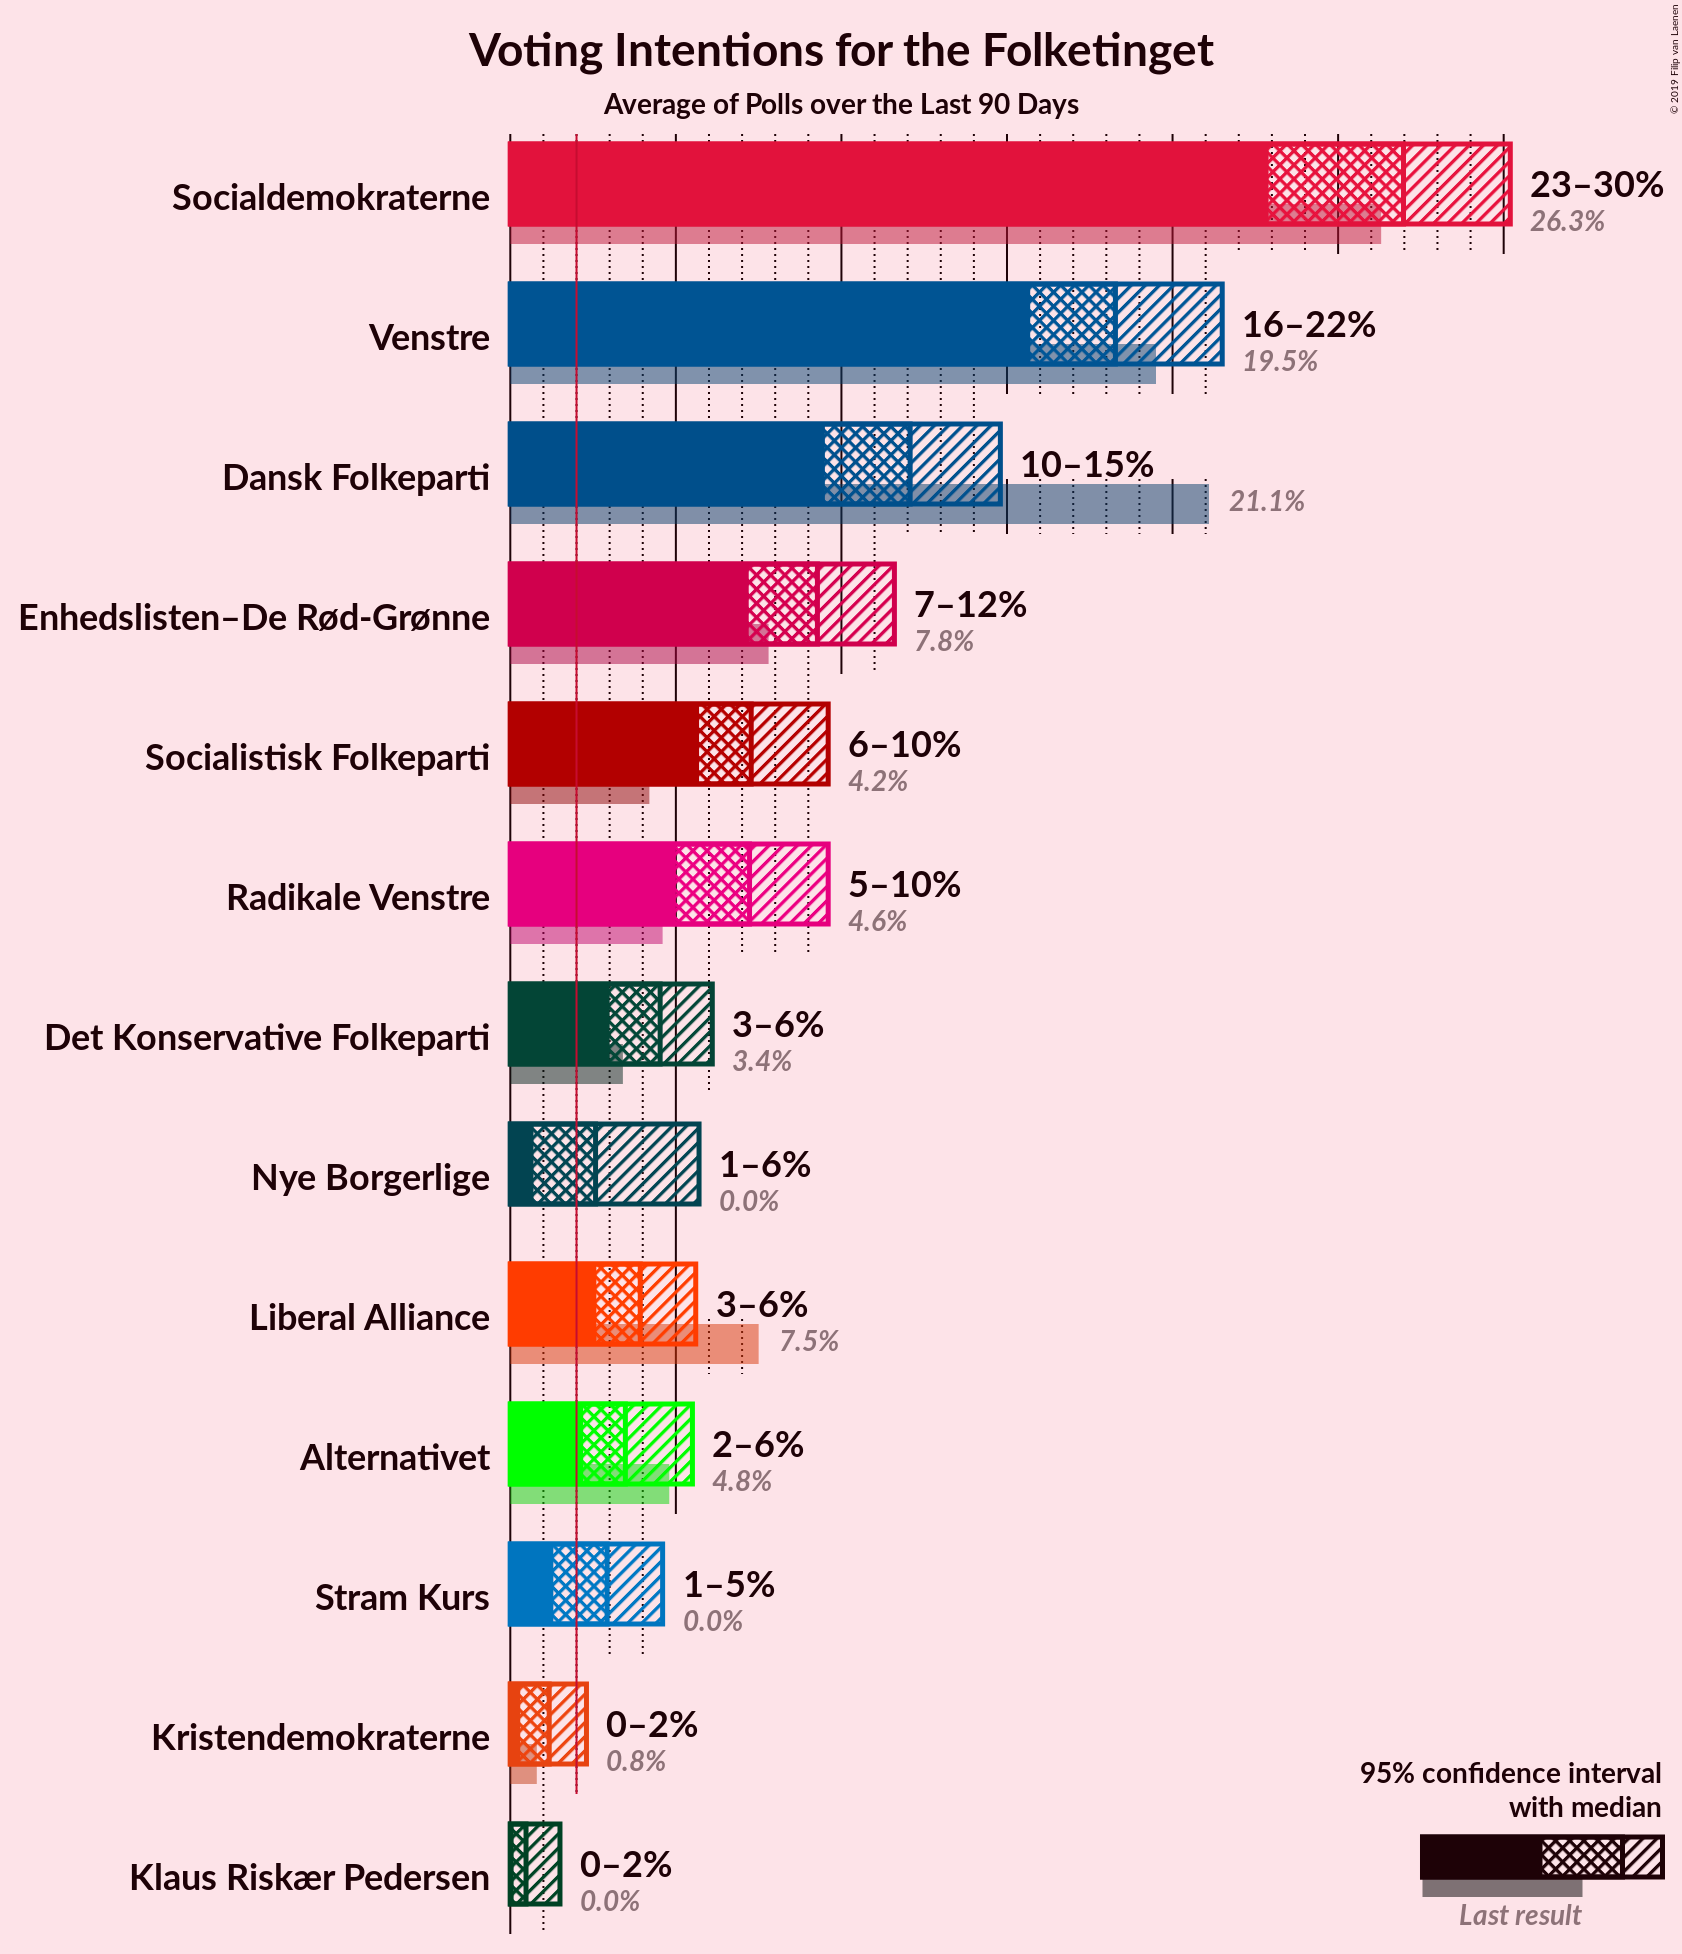 © 2019 Filip van Laenen
Voting Intentions for the Folketinget
Average of Polls over the Last 90 Days
Socialdemokraterne
23–30%
26.3%
Venstre
16–22%
19.5%
Dansk Folkeparti
10–15%
21.1%
Enhedslisten–De Rød-Grønne
7–12%
7.8%
Socialistisk Folkeparti
6–10%
4.2%
Radikale Venstre
5–10%
4.6%
Det Konservative Folkeparti
3–6%
3.4%
Nye Borgerlige
1–6%
0.0%
Liberal Alliance
3–6%
7.5%
Alternativet
2–6%
4.8%
Stram Kurs
1–5%
0.0%
Kristendemokraterne
0–2%
0.8%
Klaus Riskær Pedersen
0–2%
0.0%
95% confidence interval
with median
Last result